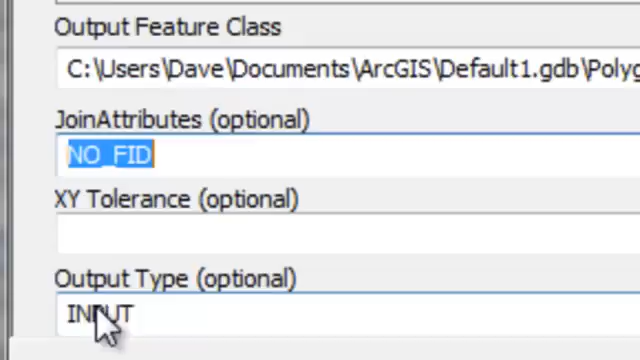 Output Feature Class
C:\Users\Dave\Documents\ArcGIS\Default1.gdb\Polyg
JoinAttributes (optional)
NO_FID
XY Tolerance (optional)
Output Type (optional)
INPUT